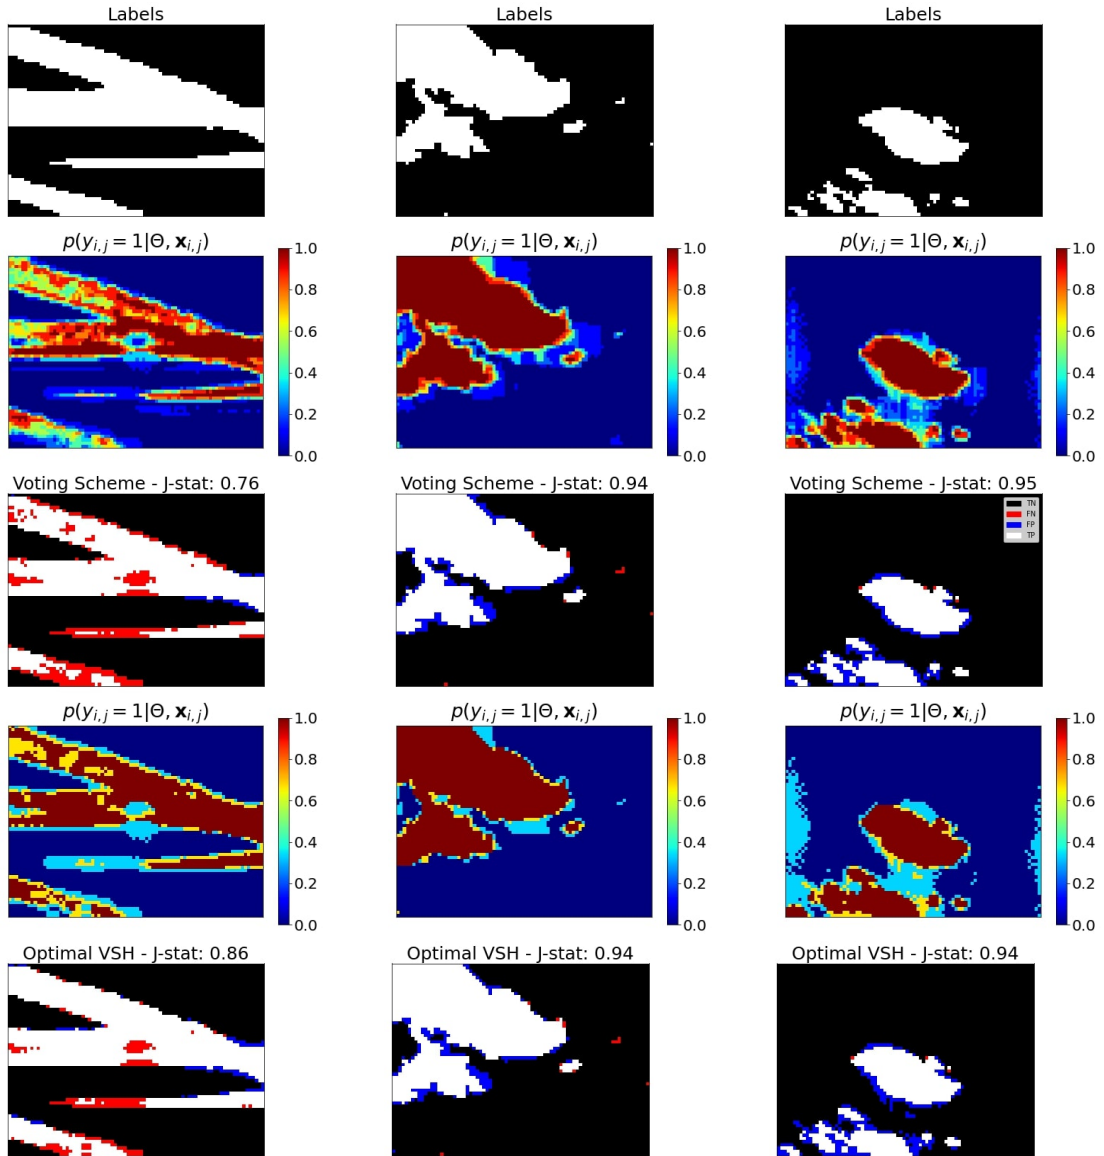 Labels Labels Labels
p(y_{i,j} = 1|Θ, x_{i,j}) p(y_{i,j} = 1|Θ, x_{i,j}) p(y_{i,j} = 1|Θ, x_{i,j})
1.0 1.0 1.0
0.8 0.8 0.8
0.6 0.6 0.6
0.4 0.4 0.4
0.2 0.2 0.2
0.0 0.0 0.0
Voting Scheme - J-stat: 0.76 Voting Scheme - J-stat: 0.94 Voting Scheme - J-stat: 0.95
TN
FN
FP
TP
p(y_{i,j} = 1|Θ, x_{i,j}) p(y_{i,j} = 1|Θ, x_{i,j}) p(y_{i,j} = 1|Θ, x_{i,j})
1.0 1.0 1.0
0.8 0.8 0.8
0.6 0.6 0.6
0.4 0.4 0.4
0.2 0.2 0.2
0.0 0.0 0.0
Optimal VSH - J-stat: 0.86 Optimal VSH - J-stat: 0.94 Optimal VSH - J-stat: 0.94